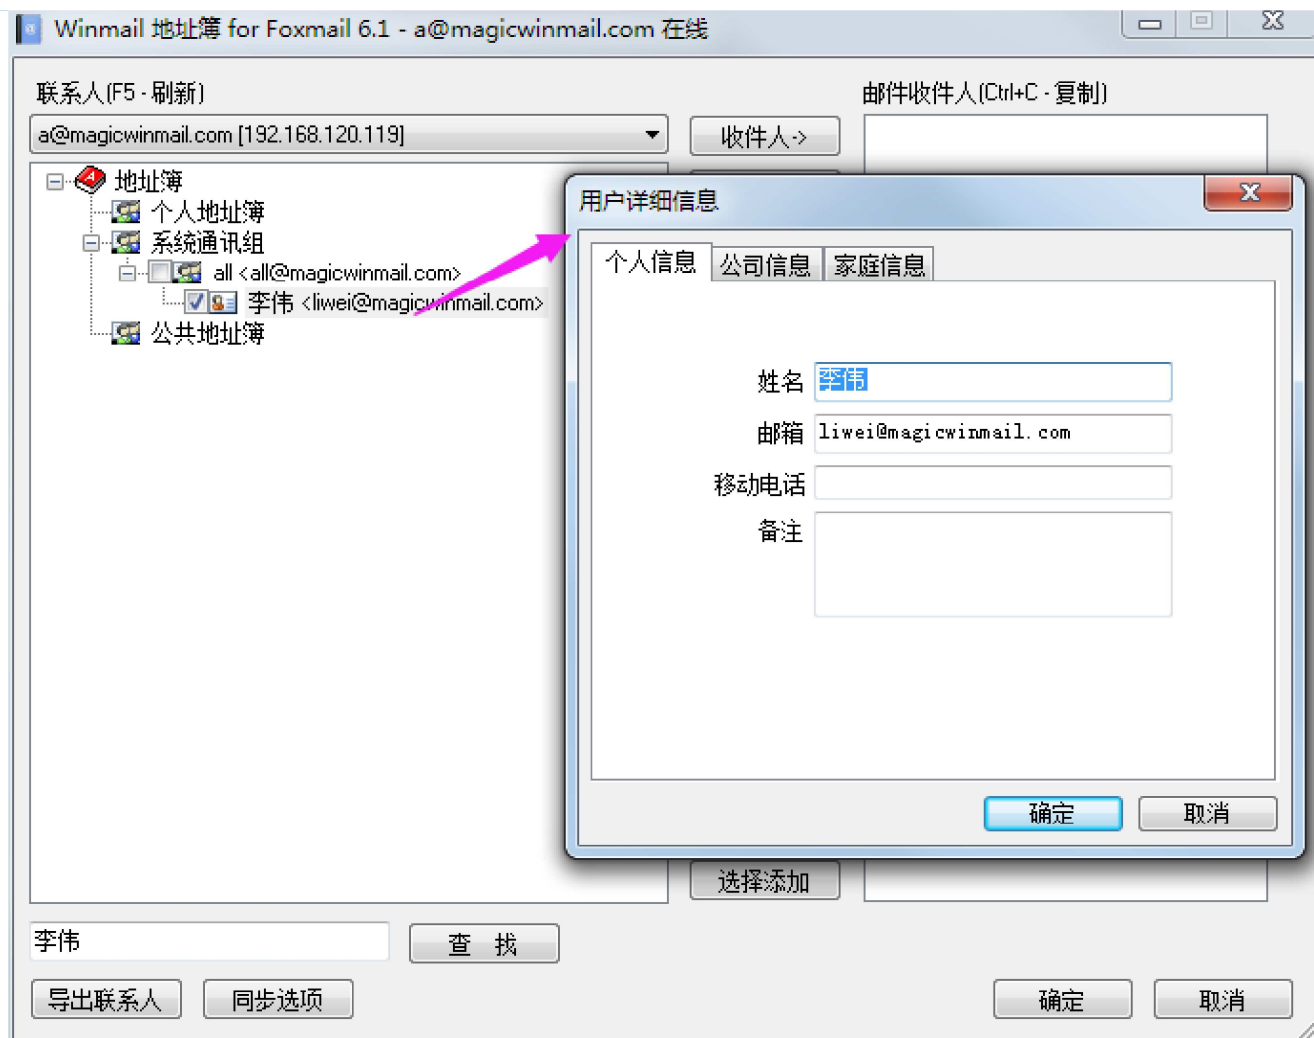 Winmail 地址簿 for Foxmail 6.1 - a@magicwinmail.com 在线
联系人(F5 - 刷新)
邮件收件人(Ctrl+C - 复制)
a@magicwinmail.com [192.168.120.119]
收件人->
地址簿
个人地址簿
系统通讯组
all <all@magicwinmail.com>
李伟 <liwei@magicwinmail.com>
公共地址簿
用户详细信息
个人信息 公司信息 家庭信息
姓名 李伟
邮箱 liwei@magicwinmail.com
移动电话
备注
确定 取消
选择添加
李伟
查 找
导出联系人 同步选项
确定 取消